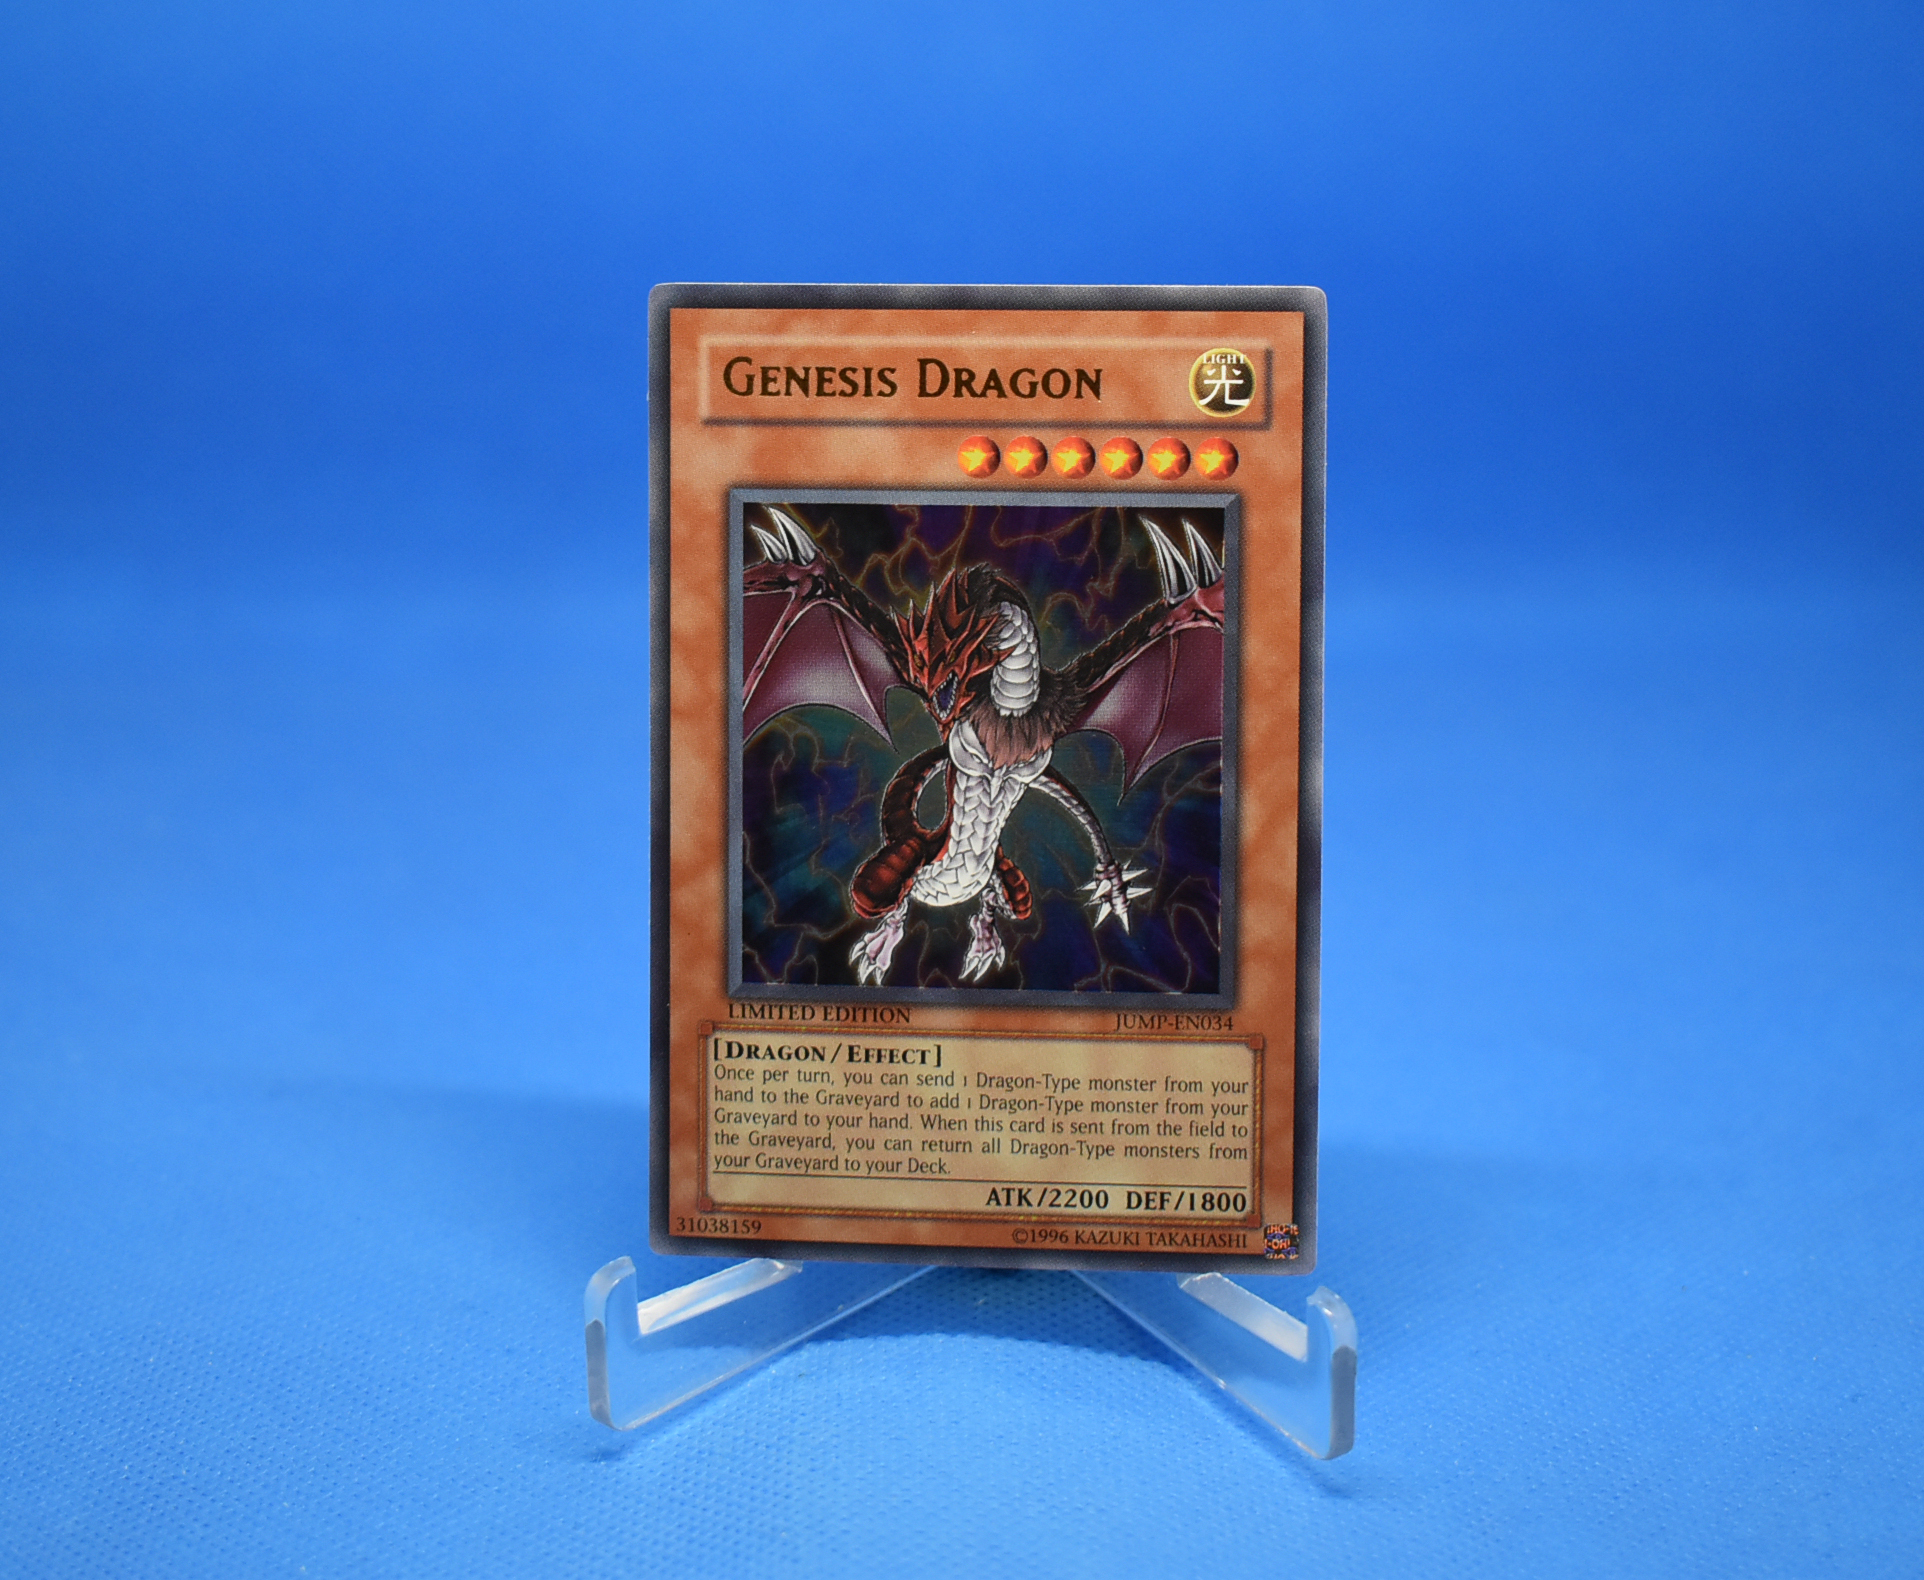 GENESIS DRAGON
LIGHT
光
LIMITED EDITION
JUMP-EN034
[DRAGON/EFFECT]
Once per turn, you can send 1 Dragon-Type monster from your
hand to the Graveyard to add 1 Dragon-Type monster from your
Graveyard to your hand. When this card is sent from the field to
the Graveyard, you can return all Dragon-Type monsters from
your Graveyard to your Deck.
ATK/2200 DEF/1800
31038159
©1996 KAZUKI TAKAHASHI